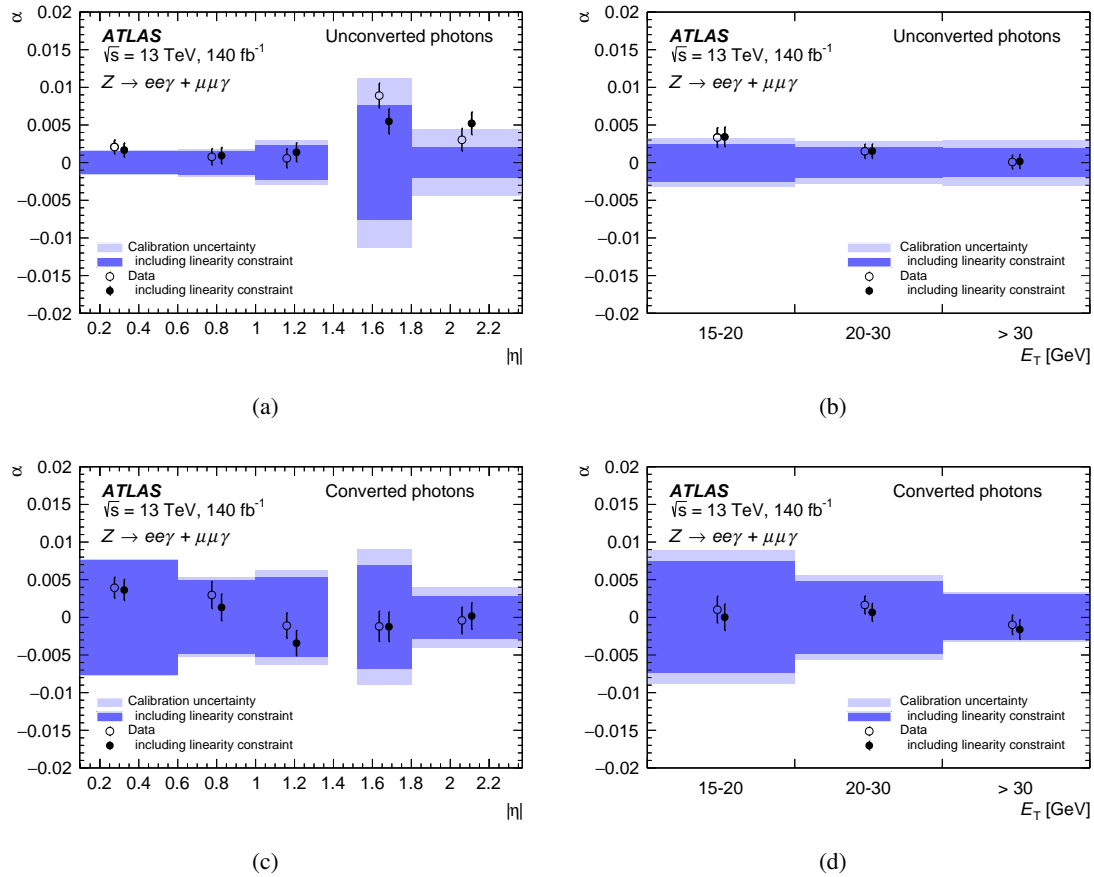 α
0.02
0.015
0.01
0.005
0
−0.005
−0.01
−0.015
−0.02
ATLAS
√s = 13 TeV, 140 fb⁻¹
Z → eeγ + μμγ
Unconverted photons
Calibration uncertainty
including linearity constraint
Data
including linearity constraint
0.2 0.4 0.6 0.8 1 1.2 1.4 1.6 1.8 2 2.2
|η|
(a)
α
0.02
0.015
0.01
0.005
0
−0.005
−0.01
−0.015
−0.02
ATLAS
√s = 13 TeV, 140 fb⁻¹
Z → eeγ + μμγ
Unconverted photons
Calibration uncertainty
including linearity constraint
Data
including linearity constraint
15-20 20-30 > 30
E_T [GeV]
(b)
α
0.02
0.015
0.01
0.005
0
−0.005
−0.01
−0.015
−0.02
ATLAS
√s = 13 TeV, 140 fb⁻¹
Z → eeγ + μμγ
Converted photons
Calibration uncertainty
including linearity constraint
Data
including linearity constraint
0.2 0.4 0.6 0.8 1 1.2 1.4 1.6 1.8 2 2.2
|η|
(c)
α
0.02
0.015
0.01
0.005
0
−0.005
−0.01
−0.015
−0.02
ATLAS
√s = 13 TeV, 140 fb⁻¹
Z → eeγ + μμγ
Converted photons
Calibration uncertainty
including linearity constraint
Data
including linearity constraint
15-20 20-30 > 30
E_T [GeV]
(d)